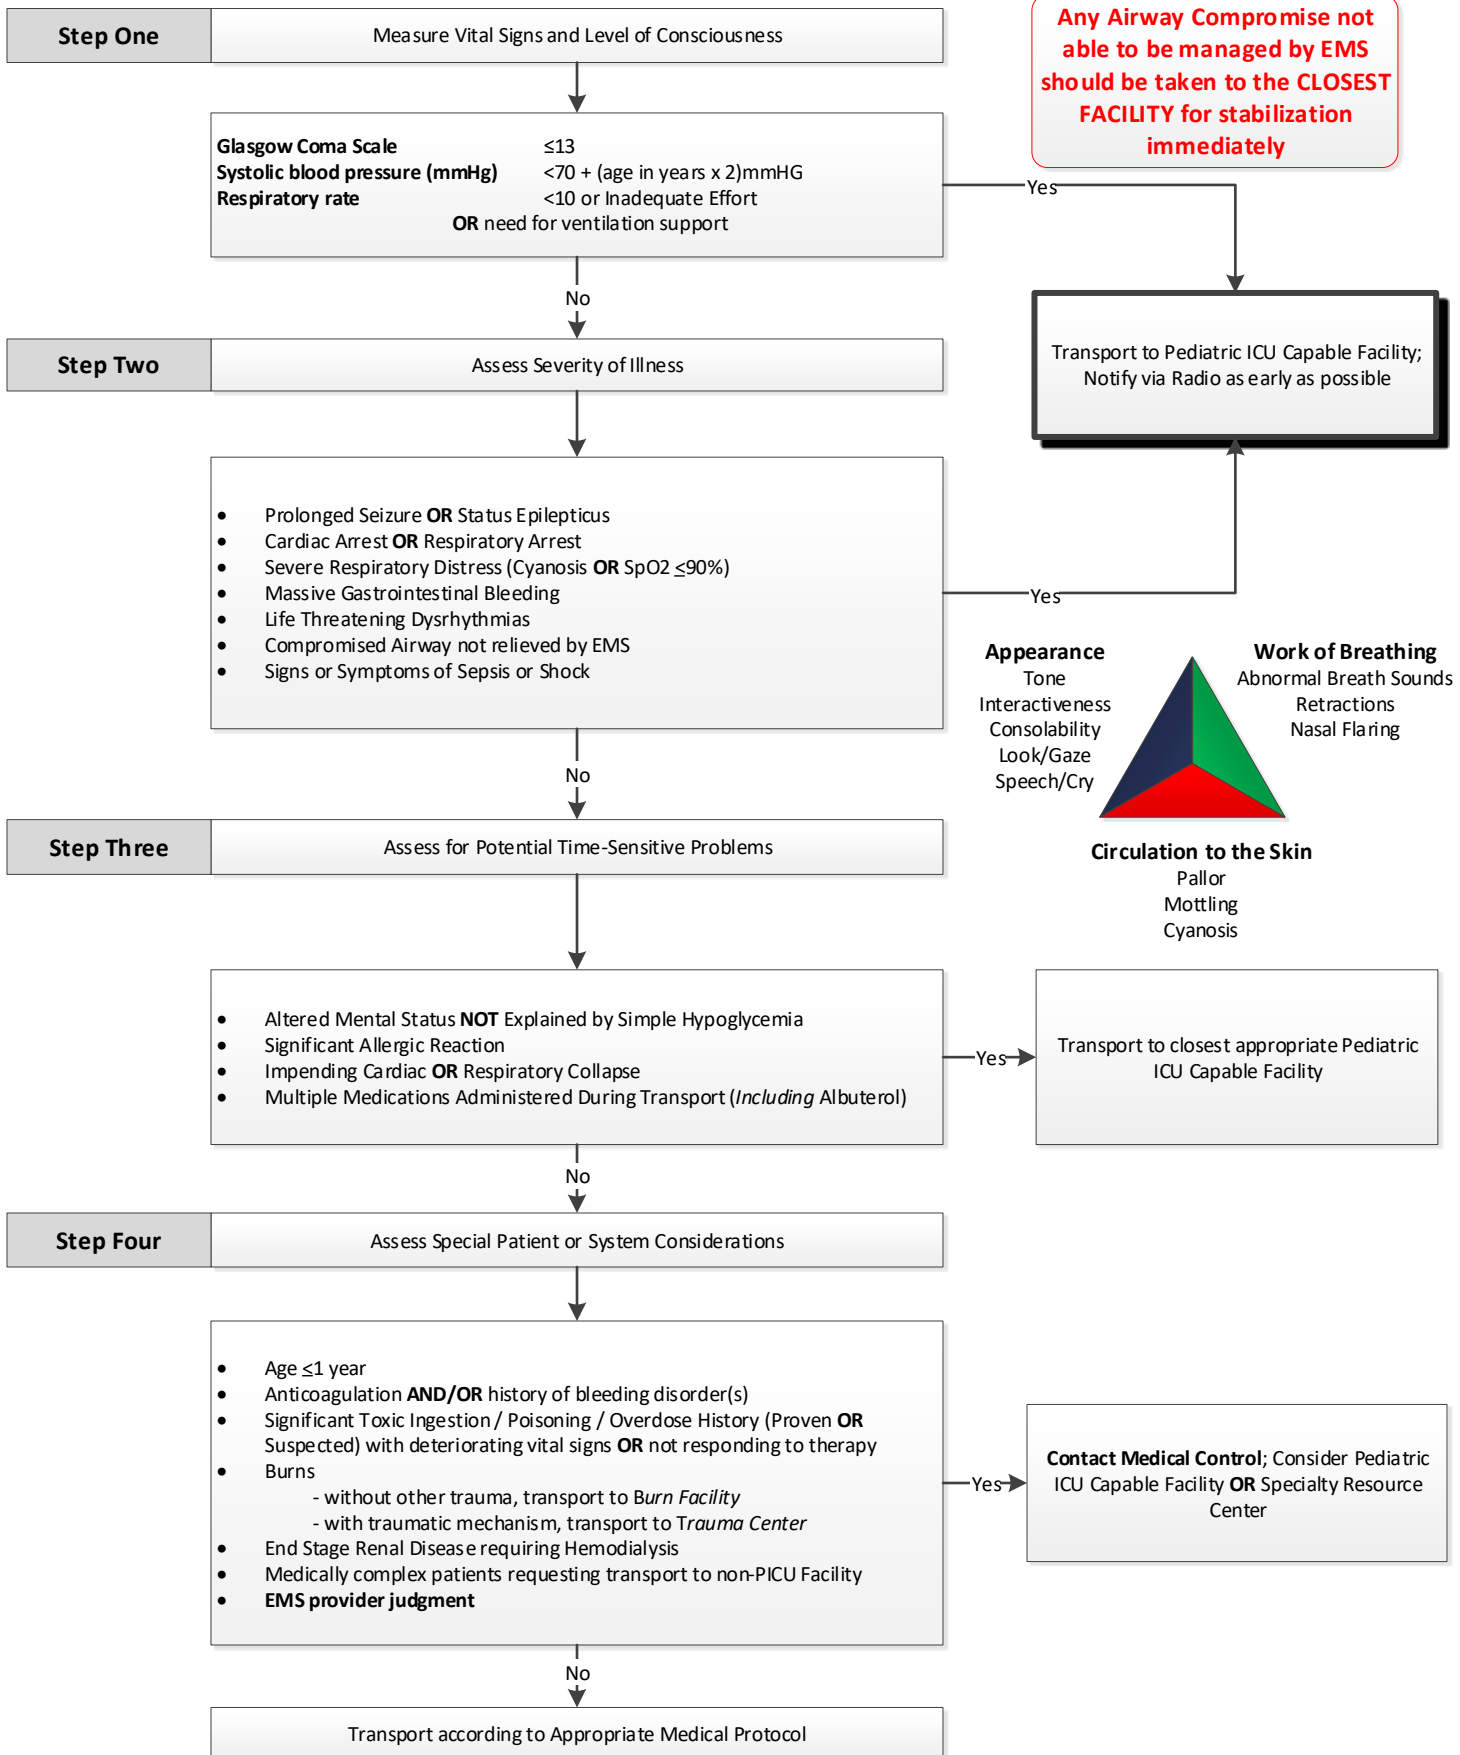 Step One
Measure Vital Signs and Level of Consciousness
Any Airway Compromise not
able to be managed by EMS
should be taken to the CLOSEST
FACILITY for stabilization
immediately
Glasgow Coma Scale ≤13
Systolic blood pressure (mmHg) <70 + (age in years x 2)mmHG
Respiratory rate <10 or Inadequate Effort
OR need for ventilation support
Yes
No
Transport to Pediatric ICU Capable Facility;
Notify via Radio as early as possible
Step Two
Assess Severity of Illness
• Prolonged Seizure OR Status Epilepticus
• Cardiac Arrest OR Respiratory Arrest
• Severe Respiratory Distress (Cyanosis OR SpO2 ≤90%)
• Massive Gastrointestinal Bleeding
• Life Threatening Dysrhythmias
• Compromised Airway not relieved by EMS
• Signs or Symptoms of Sepsis or Shock
Yes
No
Appearance
Tone
Interactiveness
Consolability
Look/Gaze
Speech/Cry
Work of Breathing
Abnormal Breath Sounds
Retractions
Nasal Flaring
Circulation to the Skin
Pallor
Mottling
Cyanosis
Step Three
Assess for Potential Time-Sensitive Problems
• Altered Mental Status NOT Explained by Simple Hypoglycemia
• Significant Allergic Reaction
• Impending Cardiac OR Respiratory Collapse
• Multiple Medications Administered During Transport (Including Albuterol)
Yes
Transport to closest appropriate Pediatric
ICU Capable Facility
No
Step Four
Assess Special Patient or System Considerations
• Age ≤1 year
• Anticoagulation AND/OR history of bleeding disorder(s)
• Significant Toxic Ingestion / Poisoning / Overdose History (Proven OR
Suspected) with deteriorating vital signs OR not responding to therapy
• Burns
- without other trauma, transport to Burn Facility
- with traumatic mechanism, transport to Trauma Center
• End Stage Renal Disease requiring Hemodialysis
• Medically complex patients requesting transport to non-PICU Facility
• EMS provider judgment
Yes
Contact Medical Control; Consider Pediatric
ICU Capable Facility OR Specialty Resource
Center
No
Transport according to Appropriate Medical Protocol